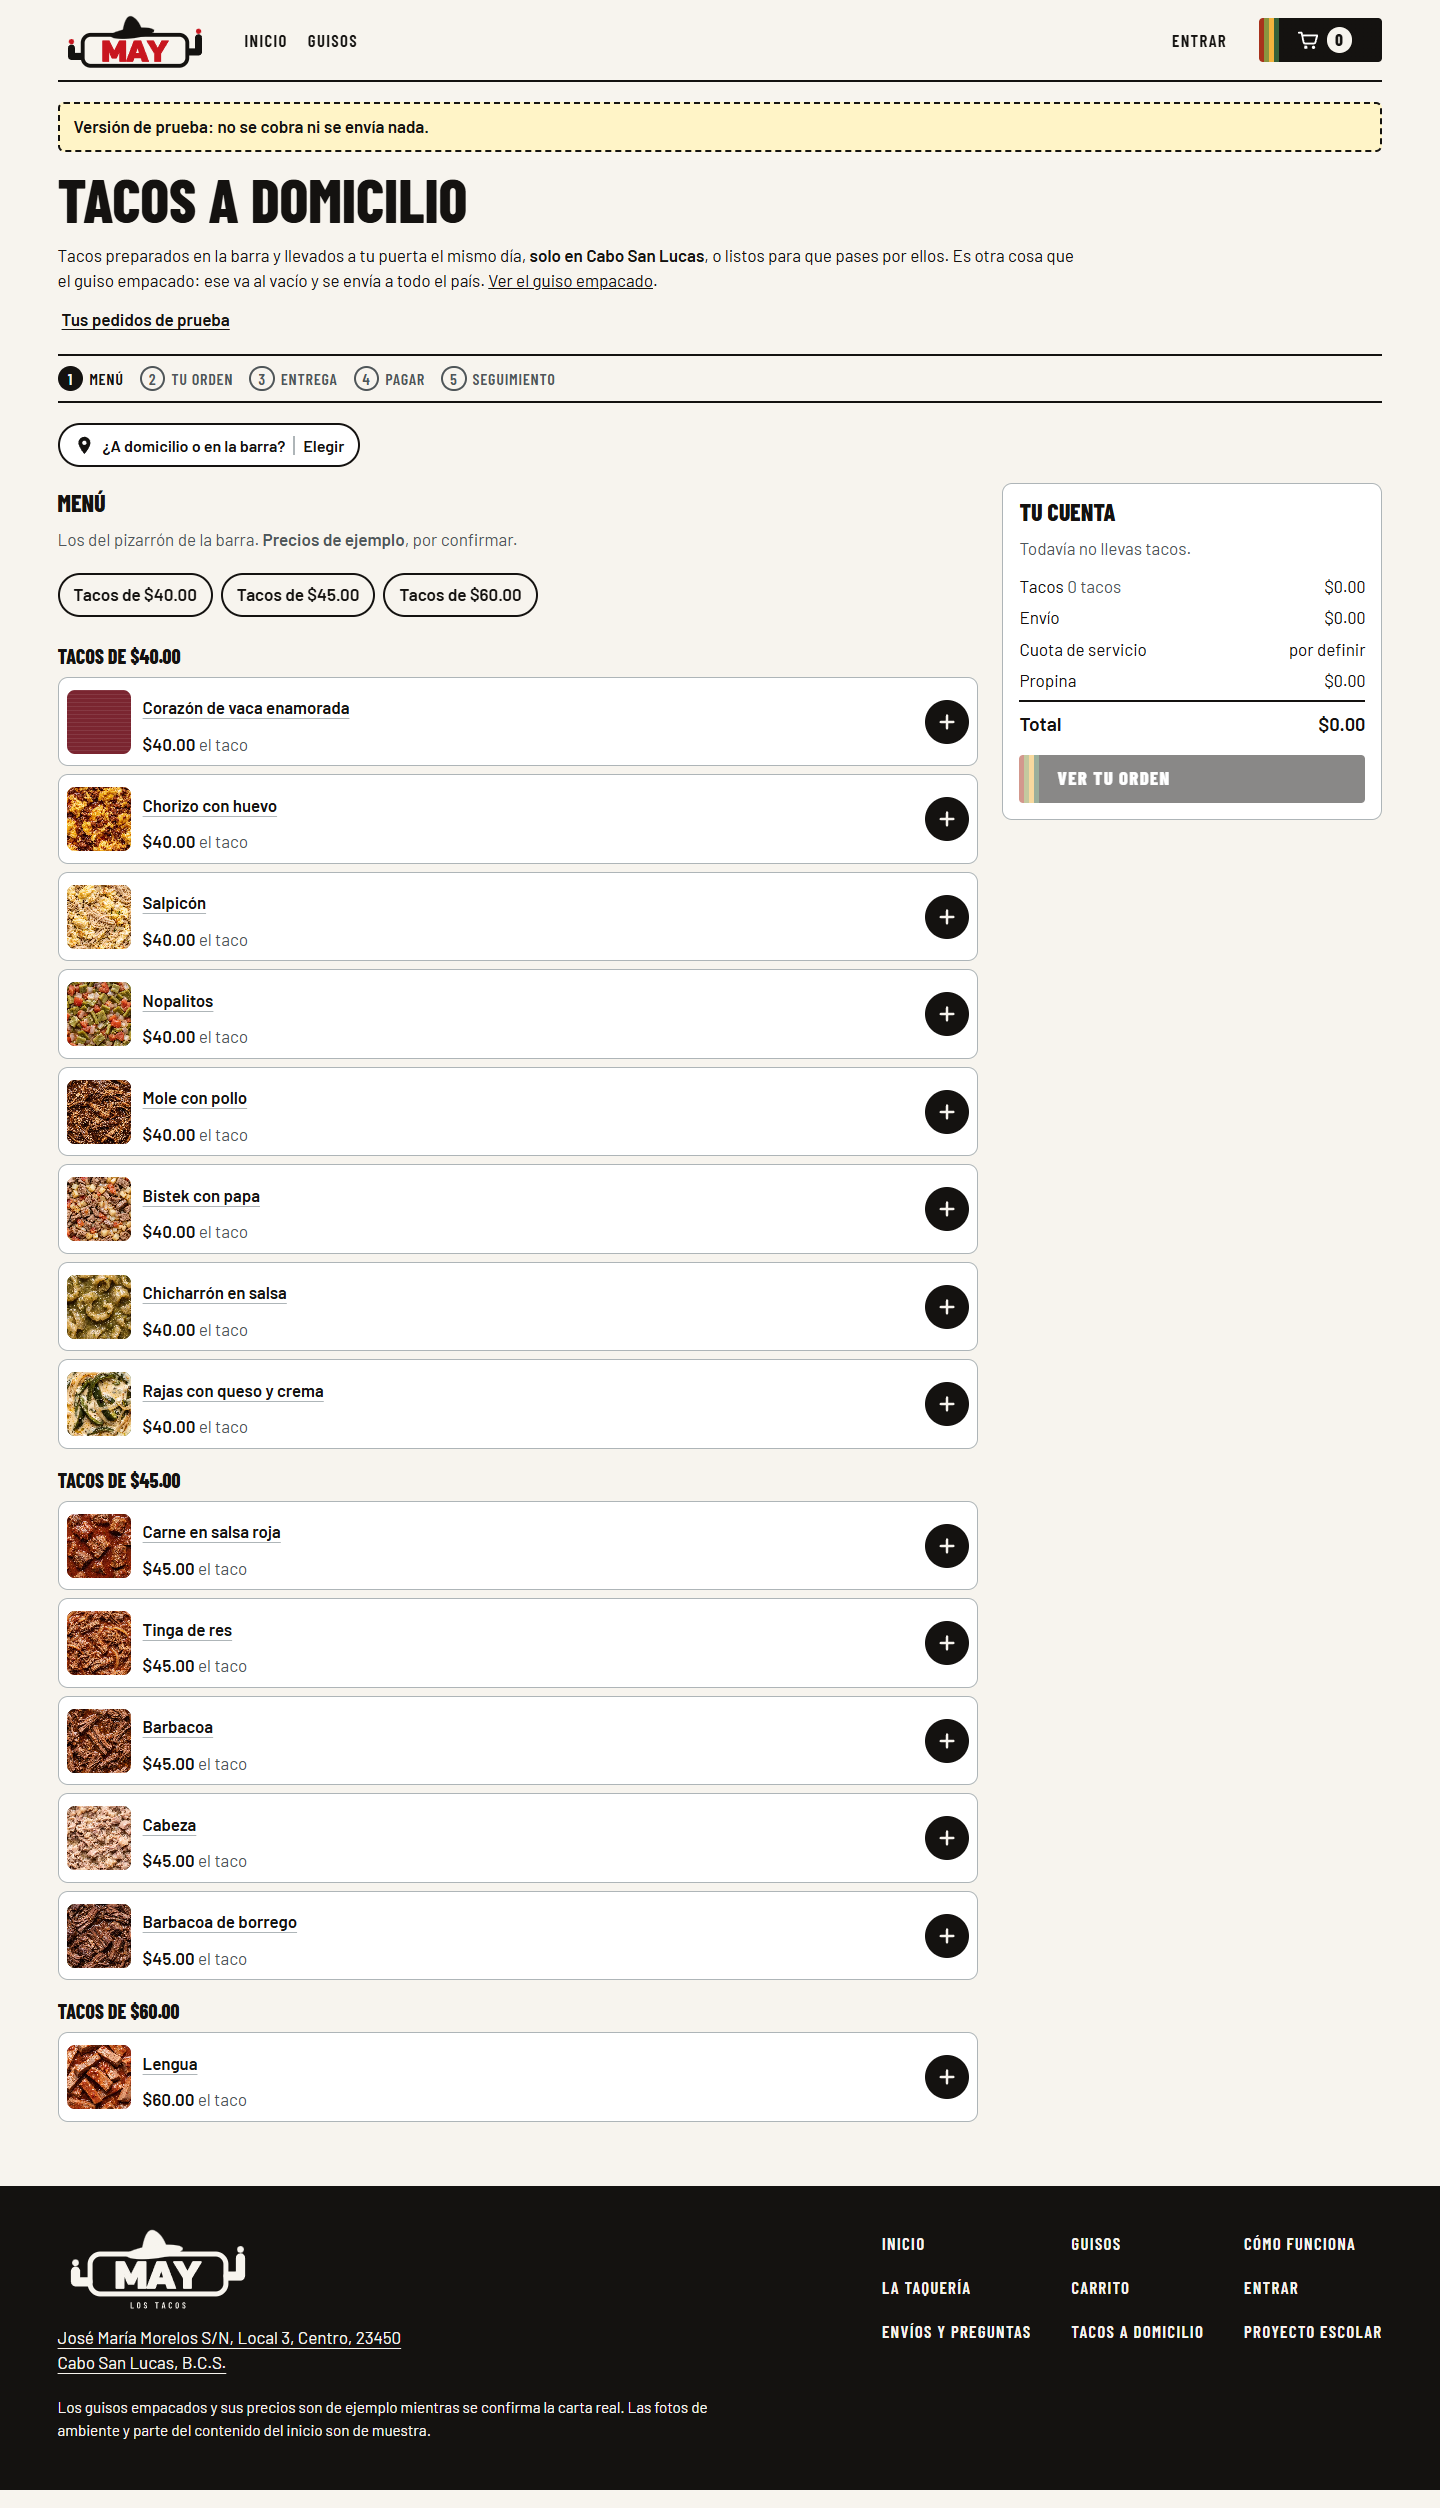 MAY
INICIO
GUISOS
ENTRAR
0
Versión de prueba: no se cobra ni se envía nada.
TACOS A DOMICILIO
Tacos preparados en la barra y llevados a tu puerta el mismo día, solo en Cabo San Lucas, o listos para que pases por ellos. Es otra cosa que
el guiso empacado: ese va al vacío y se envía a todo el país. Ver el guiso empacado.
Tus pedidos de prueba
1 MENÚ 2 TU ORDEN 3 ENTREGA 4 PAGAR 5 SEGUIMIENTO
¿A domicilio o en la barra? Elegir
MENÚ
Los del pizarrón de la barra. Precios de ejemplo, por confirmar.
Tacos de $40.00 Tacos de $45.00 Tacos de $60.00
TACOS DE $40.00
Corazón de vaca enamorada
$40.00 el taco
Chorizo con huevo
$40.00 el taco
Salpicón
$40.00 el taco
Nopalitos
$40.00 el taco
Mole con pollo
$40.00 el taco
Bistek con papa
$40.00 el taco
Chicharrón en salsa
$40.00 el taco
Rajas con queso y crema
$40.00 el taco
TACOS DE $45.00
Carne en salsa roja
$45.00 el taco
Tinga de res
$45.00 el taco
Barbacoa
$45.00 el taco
Cabeza
$45.00 el taco
Barbacoa de borrego
$45.00 el taco
TACOS DE $60.00
Lengua
$60.00 el taco
TU CUENTA
Todavía no llevas tacos.
Tacos 0 tacos $0.00
Envío $0.00
Cuota de servicio por definir
Propina $0.00
Total $0.00
VER TU ORDEN
MAY
LOS TACOS
José María Morelos S/N, Local 3, Centro, 23450
Cabo San Lucas, B.C.S.
Los guisos empacados y sus precios son de ejemplo mientras se confirma la carta real. Las fotos de
ambiente y parte del contenido del inicio son de muestra.
INICIO GUISOS CÓMO FUNCIONA
LA TAQUERÍA CARRITO ENTRAR
ENVÍOS Y PREGUNTAS TACOS A DOMICILIO PROYECTO ESCOLAR